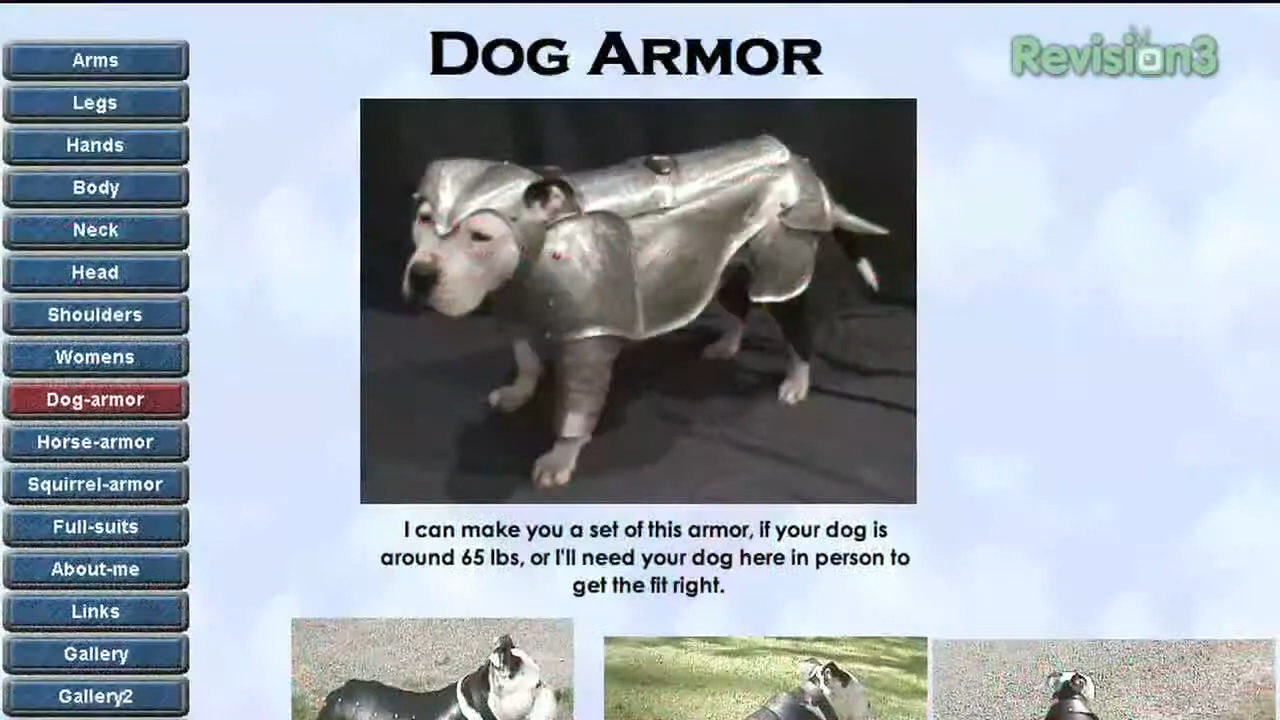 Dog Armor
Revision3
Arms
Legs
Hands
Body
Neck
Head
Shoulders
Womens
Dog-armor
Horse-armor
Squirrel-armor
Full-suits
About-me
Links
Gallery
Gallery2
I can make you a set of this armor, if your dog is
around 65 lbs, or I'll need your dog here in person to
get the fit right.